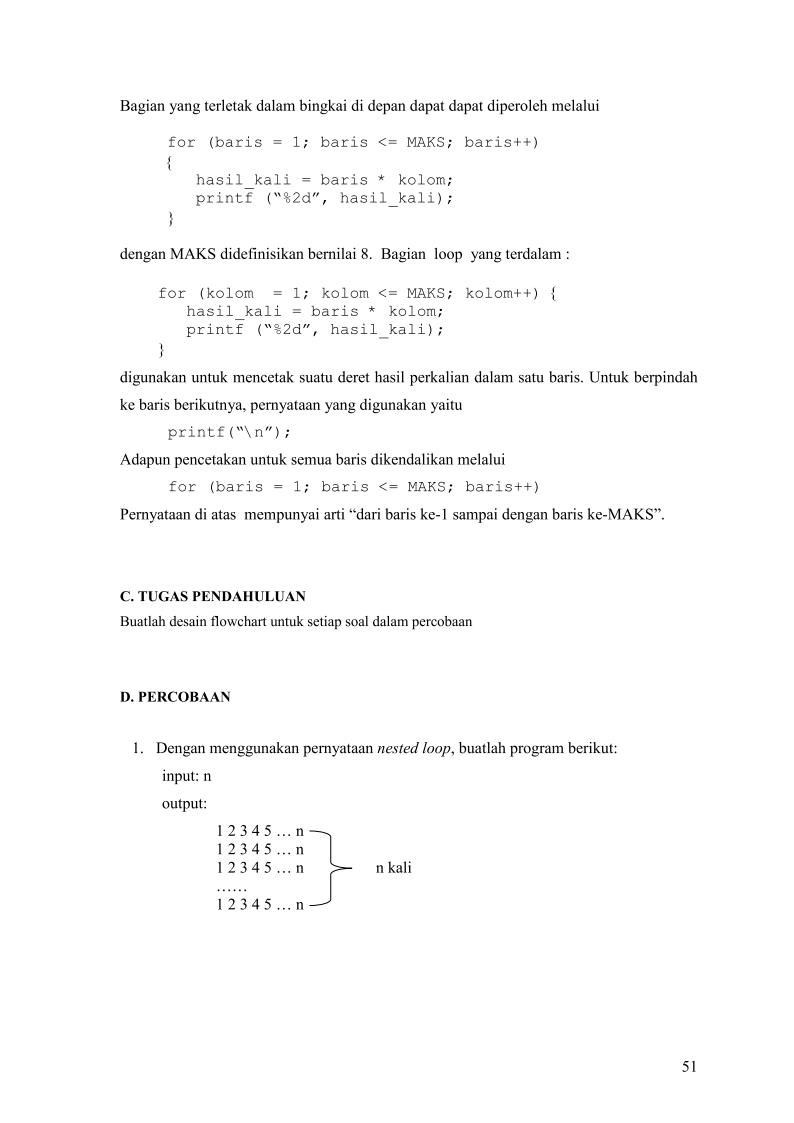 Bagian yang terletak dalam bingkai di depan dapat dapat diperoleh melalui
for (baris = 1; baris <= MAKS; baris++)
{
hasil_kali = baris * kolom;
printf (“%2d”, hasil_kali);
}
dengan MAKS didefinisikan bernilai 8. Bagian loop yang terdalam :
for (kolom = 1; kolom <= MAKS; kolom++) {
hasil_kali = baris * kolom;
printf (“%2d”, hasil_kali);
}
digunakan untuk mencetak suatu deret hasil perkalian dalam satu baris. Untuk berpindah
ke baris berikutnya, pernyataan yang digunakan yaitu
printf(“\n”);
Adapun pencetakan untuk semua baris dikendalikan melalui
for (baris = 1; baris <= MAKS; baris++)
Pernyataan di atas mempunyai arti “dari baris ke-1 sampai dengan baris ke-MAKS”.
C. TUGAS PENDAHULUAN
Buatlah desain flowchart untuk setiap soal dalam percobaan
D. PERCOBAAN
1. Dengan menggunakan pernyataan nested loop, buatlah program berikut:
input: n
output:
1 2 3 4 5 … n
1 2 3 4 5 … n
1 2 3 4 5 … n n kali
……
1 2 3 4 5 … n
51